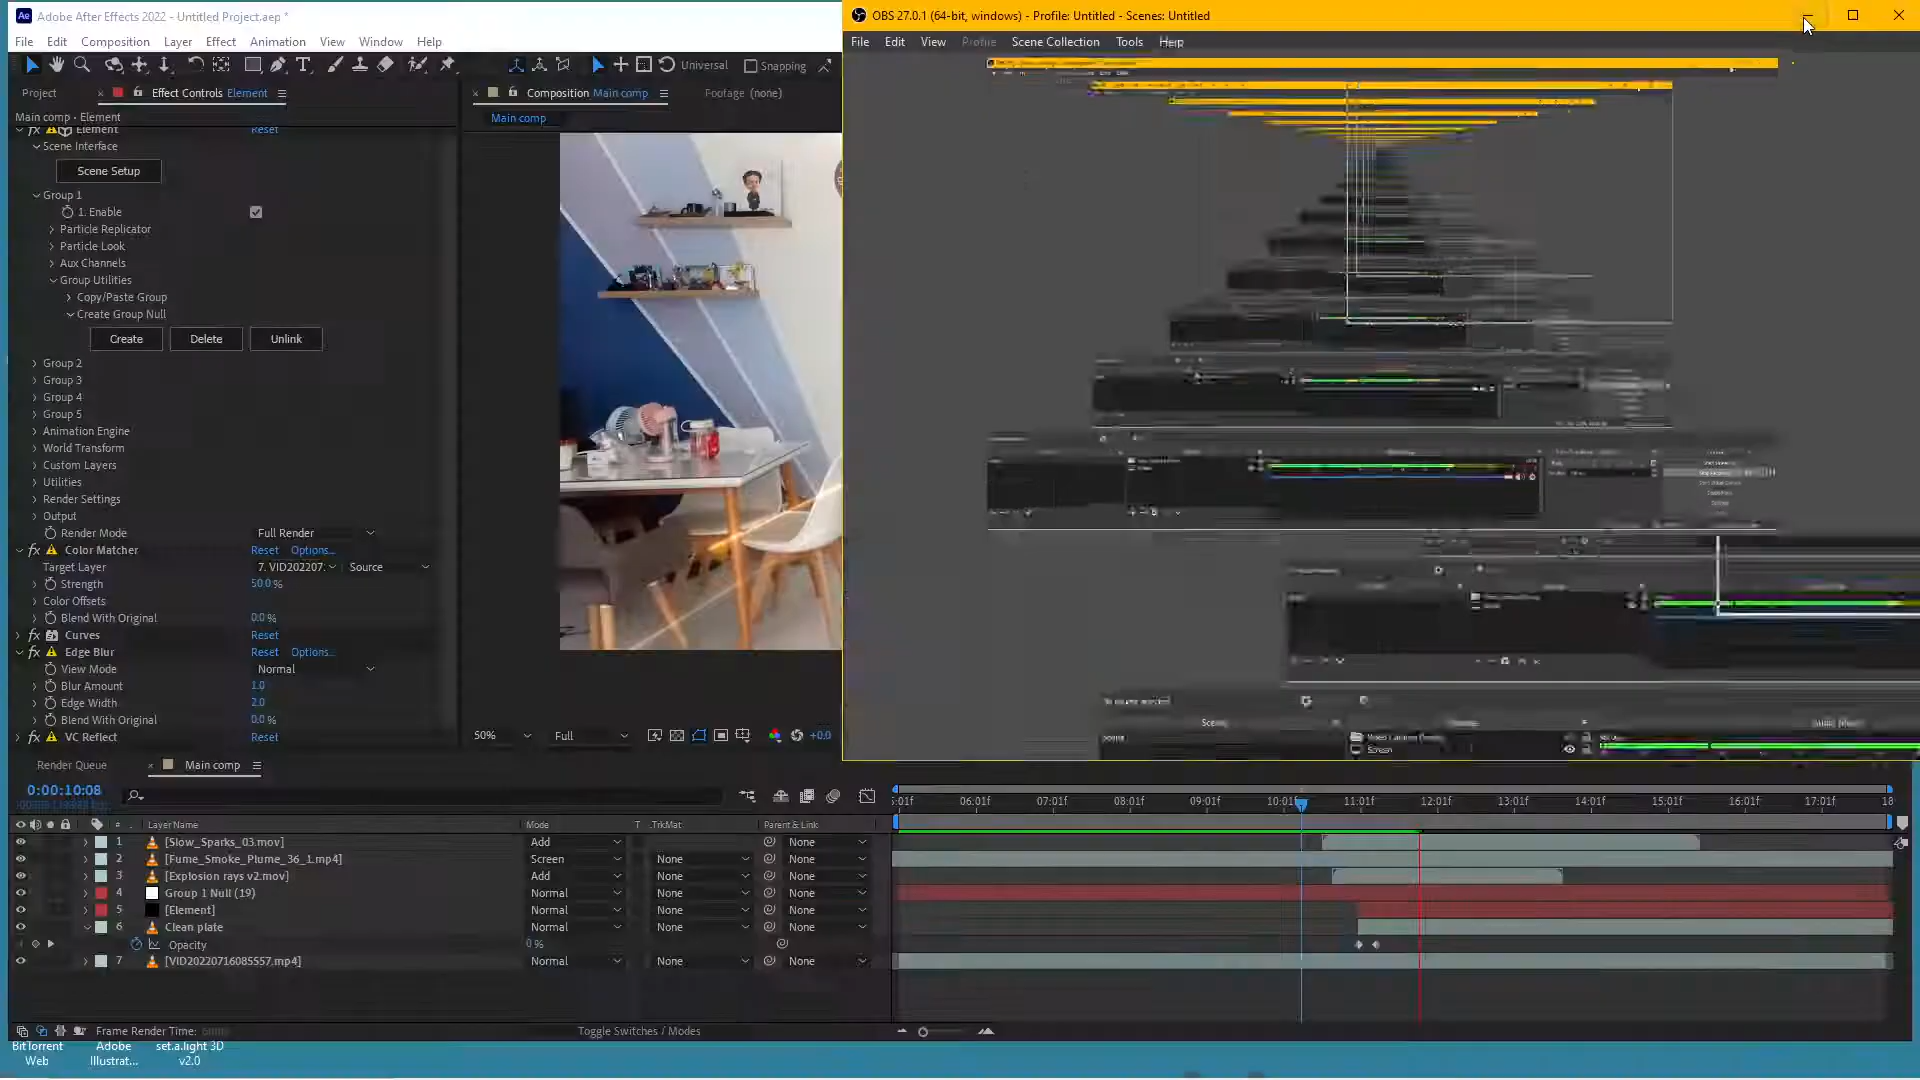 Adobe After Effects 2022 - Untitled Project.aep *
File Edit Composition Layer Effect Animation View Window Help
Universal Snapping
Project Effect Controls Element
Main comp · Element
Element Reset
Scene Interface
Scene Setup
Group 1
1. Enable
Particle Replicator
Particle Look
Aux Channels
Group Utilities
Copy/Paste Group
Create Group Null
Create Delete Unlink
Group 2
Group 3
Group 4
Group 5
Animation Engine
World Transform
Custom Layers
Utilities
Render Settings
Output
Render Mode Full Render
Color Matcher Reset Options...
Target Layer 7. VID202207: Source
Strength 50.0 %
Color Offsets
Blend With Original 0.0 %
Curves Reset
Edge Blur Reset Options...
View Mode Normal
Blur Amount 1.0
Edge Width 2.0
Blend With Original 0.0 %
VC Reflect Reset
Composition Main comp Footage (none)
Main comp
50% Full +0.0
OBS 27.0.1 (64-bit, windows) - Profile: Untitled - Scenes: Untitled
File Edit View Profile Scene Collection Tools Help
Screen
Render Queue Main comp
0:00:10:08
5:01f 06:01f 07:01f 08:01f 09:01f 10:01f 11:01f 12:01f 13:01f 14:01f 15:01f 16:01f 17:01f 18
# Layer Name Mode T .TrkMat Parent & Link
1 [Slow_Sparks_03.mov] Add None
2 [Fume_Smoke_Plume_36_1.mp4] Screen None None
3 [Explosion rays v2.mov] Add None None
4 Group 1 Null (19) Normal None None
5 [Element] Normal None None
6 Clean plate Normal None None
Opacity 0 %
7 [VID20220716085557.mp4] Normal None None
Frame Render Time:
Toggle Switches / Modes
BitTorrent Web
Adobe Illustrat...
set.a.light 3D v2.0